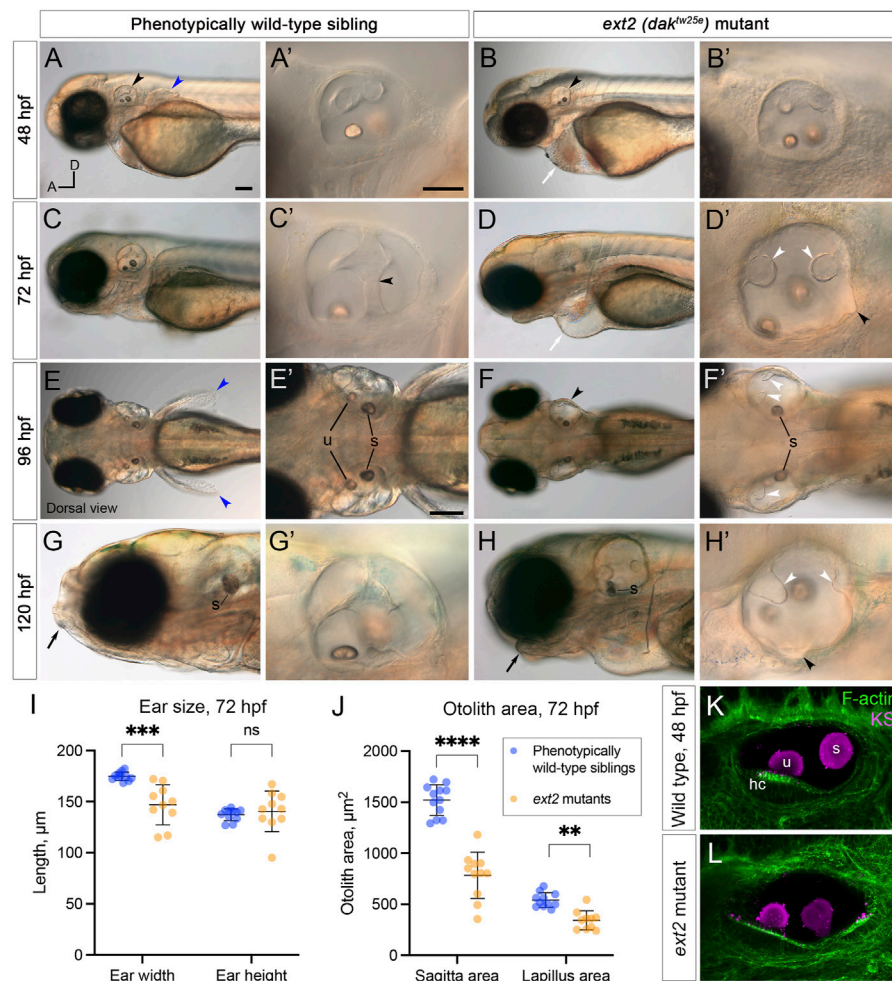 Phenotypically wild-type sibling
ext2 (dak^tw25e) mutant
48 hpf
A
D
A
A'
B
B'
72 hpf
C
C'
D
D'
96 hpf
E
Dorsal view
E'
u
s
F
F'
s
120 hpf
G
s
G'
H
s
H'
I
Ear size, 72 hpf
***
ns
Length, μm
200
150
100
50
0
Ear width
Ear height
J
Otolith area, 72 hpf
****
**
Phenotypically
wild-type siblings
ext2 mutants
Otolith area, μm²
2000
1500
1000
500
0
Sagitta area
Lapillus area
Wild type, 48 hpf
K
F-actin
KS
u
s
*
hc
ext2 mutant
L